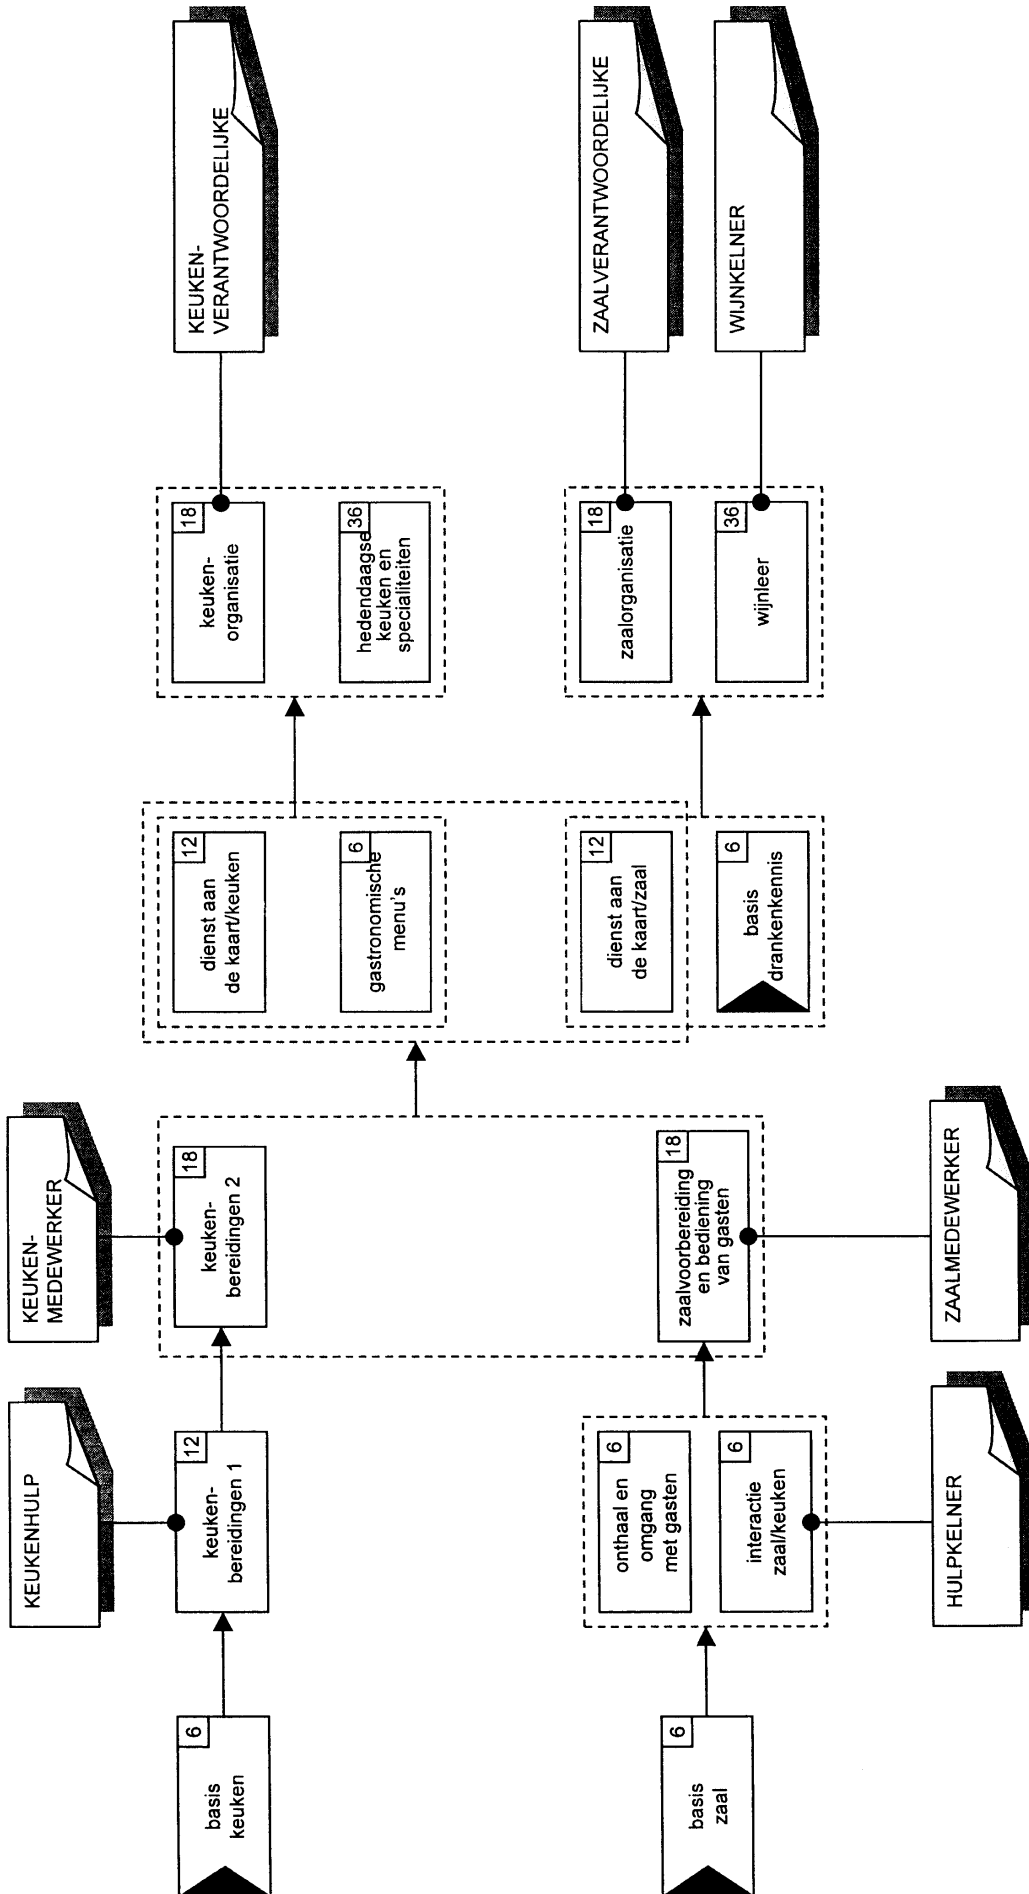 KEUKENHULP
KEUKEN-
MEDEWERKER
KEUKEN-
VERANTWOORDELIJKE
6
basis
keuken
12
keuken-
bereidingen 1
18
keuken-
bereidingen 2
12
dienst aan
de kaart/keuken
6
gastronomische
menu's
18
keuken-
organisatie
36
hedendaagse
keuken en
specialiteiten
6
basis
zaal
6
onthaal en
omgang
met gasten
6
interactie
zaal/keuken
18
zaalvoorbereiding
en bediening
van gasten
12
dienst aan
de kaart/zaal
6
basis
drankenkennis
18
zaalorganisatie
36
wijnleer
ZAALVERANTWOORDELIJKE
WIJNKELNER
HULPKELNER
ZAALMEDEWERKER